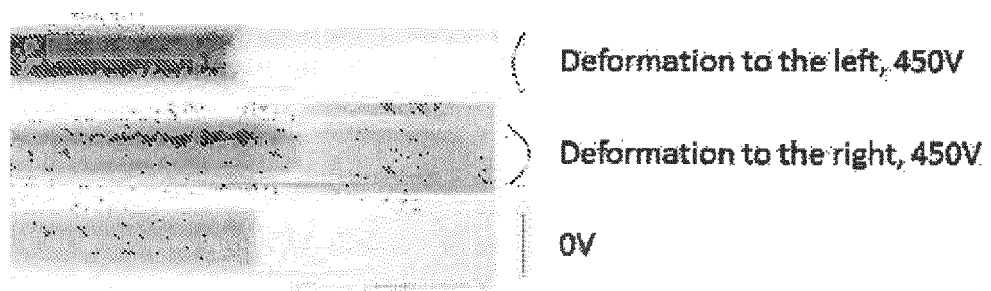 Deformation to the left, 450V
Deformation to the right, 450V
0V